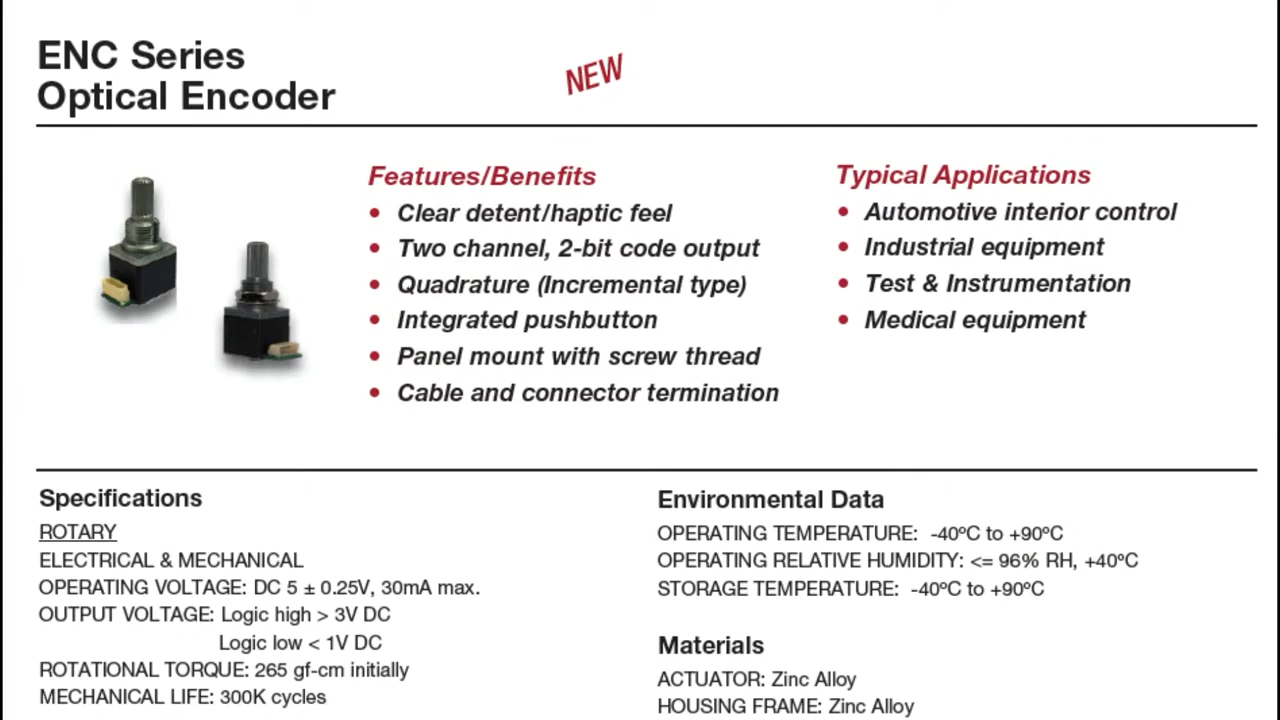 ENC Series
Optical Encoder
NEW
Features/Benefits
• Clear detent/haptic feel
• Two channel, 2-bit code output
• Quadrature (Incremental type)
• Integrated pushbutton
• Panel mount with screw thread
• Cable and connector termination
Typical Applications
• Automotive interior control
• Industrial equipment
• Test & Instrumentation
• Medical equipment
Specifications
ROTARY
ELECTRICAL & MECHANICAL
OPERATING VOLTAGE: DC 5 ± 0.25V, 30mA max.
OUTPUT VOLTAGE: Logic high > 3V DC
Logic low < 1V DC
ROTATIONAL TORQUE: 265 gf-cm initially
MECHANICAL LIFE: 300K cycles
Environmental Data
OPERATING TEMPERATURE: -40ºC to +90ºC
OPERATING RELATIVE HUMIDITY: <= 96% RH, +40ºC
STORAGE TEMPERATURE: -40ºC to +90ºC
Materials
ACTUATOR: Zinc Alloy
HOUSING FRAME: Zinc Alloy